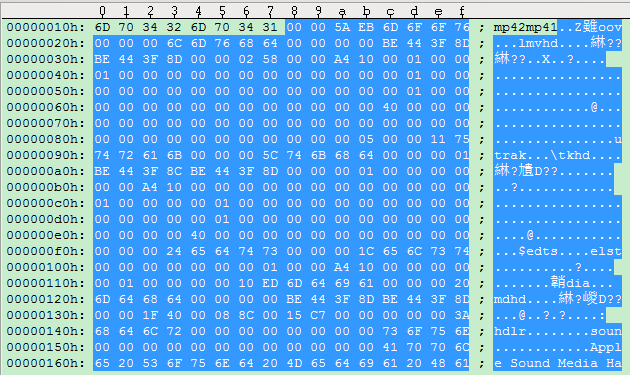 0 1 2 3 4 5 6 7 8 9 a b c d e f
00000010h: 6D 70 34 32 6D 70 34 31 00 00 5A EB 6D 6F 6F 76 ; mp42mp41..Z雖oov
00000020h: 00 00 00 6C 6D 76 68 64 00 00 00 00 BE 44 3F 8D ; ...lmvhd....綝??
00000030h: BE 44 3F 8D 00 00 02 58 00 00 A4 10 00 01 00 00 ; 綝??...X..?....
00000040h: 01 00 00 00 00 00 00 00 00 00 00 00 00 01 00 00 ; ................
00000050h: 00 00 00 00 00 00 00 00 00 00 00 00 00 01 00 00 ; ................
00000060h: 00 00 00 00 00 00 00 00 00 00 00 00 40 00 00 00 ; ............@...
00000070h: 00 00 00 00 00 00 00 00 00 00 00 00 00 00 00 00 ; ................
00000080h: 00 00 00 00 00 00 00 00 00 00 00 05 00 00 11 75 ; ...............u
00000090h: 74 72 61 6B 00 00 00 5C 74 6B 68 64 00 00 00 01 ; trak...\tkhd....
000000a0h: BE 44 3F 8C BE 44 3F 8D 00 00 00 01 00 00 00 00 ; D??........
000000b0h: 00 00 A4 10 00 00 00 00 00 00 00 00 00 00 00 00 ; ..?............
000000c0h: 01 00 00 00 00 01 00 00 00 00 00 00 00 00 00 00 ; ................
000000d0h: 00 00 00 00 00 01 00 00 00 00 00 00 00 00 00 00 ; ................
000000e0h: 00 00 00 00 40 00 00 00 00 00 00 00 00 00 00 00 ; ....@...........
000000f0h: 00 00 00 24 65 64 74 73 00 00 00 1C 65 6C 73 74 ; ...$edts....elst
00000100h: 00 00 00 00 00 00 00 01 00 00 A4 10 00 00 00 00 ; ..........?....
00000110h: 00 01 00 00 00 00 10 ED 6D 64 69 61 00 00 00 20 ; .......韒dia...
00000120h: 6D 64 68 64 00 00 00 00 BE 44 3F 8D BE 44 3F 8D ; mdhd....D??
00000130h: 00 00 1F 40 00 08 8C 00 15 C7 00 00 00 00 00 3A ; ...@..?.?.....:
00000140h: 68 64 6C 72 00 00 00 00 00 00 00 00 73 6F 75 6E ; hdlr........soun
00000150h: 00 00 00 00 00 00 00 00 00 00 00 00 41 70 70 6C ; ............Appl
00000160h: 65 20 53 6F 75 6E 64 20 4D 65 64 69 61 20 48 61 ; e Sound Media Ha